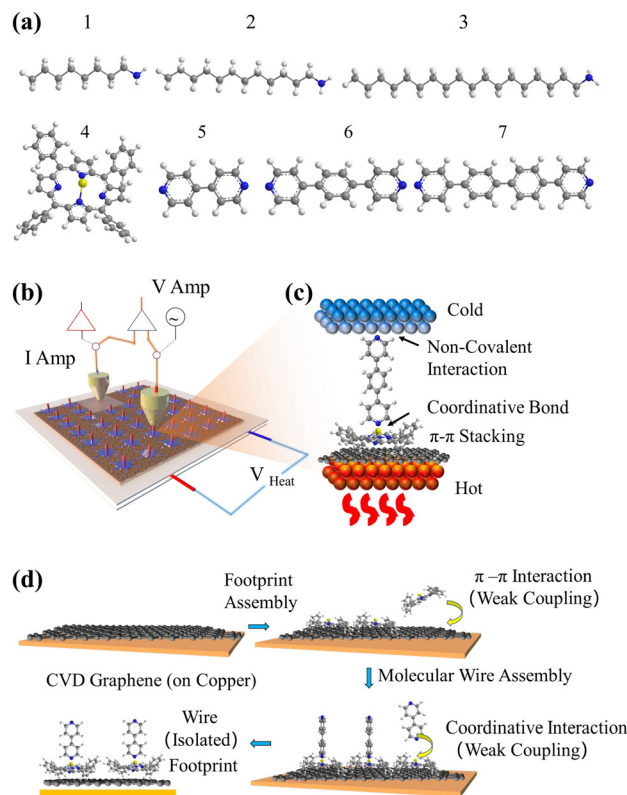 (a)
1 2 3
4 5 6 7
(b)
V Amp
I Amp
~
V Heat
(c)
Cold
Non-Covalent
Interaction
Coordinative Bond
π-π Stacking
Hot
(d)
Footprint
Assembly
π –π Interaction
(Weak Coupling)
CVD Graphene (on Copper)
Molecular Wire Assembly
Wire
(Isolated)
Footprint
Coordinative Interaction
(Weak Coupling)